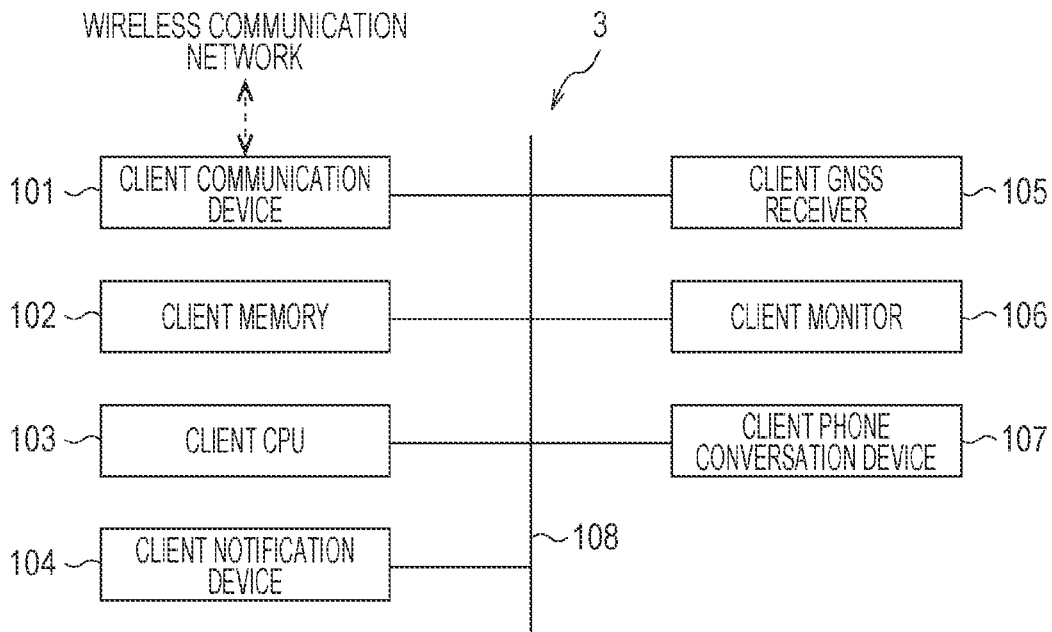 WIRELESS COMMUNICATION
NETWORK
3
101
CLIENT COMMUNICATION
DEVICE
CLIENT GNSS
RECEIVER
105
102
CLIENT MEMORY
CLIENT MONITOR
106
103
CLIENT CPU
CLIENT PHONE
CONVERSATION DEVICE
107
104
CLIENT NOTIFICATION
DEVICE
108